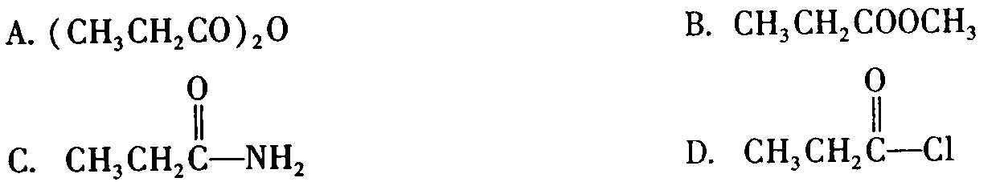 A. (CH₃CH₂CO)₂O
B. CH₃CH₂COOCH₃
O
O
C. CH₃CH₂C—NH₂
D. CH₃CH₂C—Cl